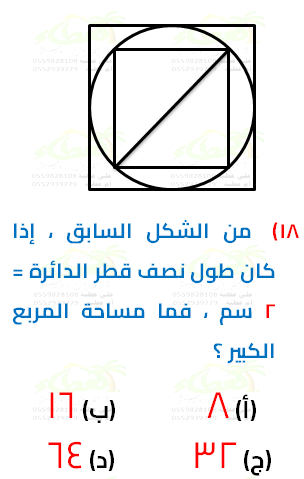 ١٨) من الشكل السابق ، إذا
كان طول نصف قطر الدائرة =
٢ سم ، فما مساحة المربع
الكبير ؟
(أ) ٨ (ب) ١٦
(ج) ٣٢ (د) ٦٤